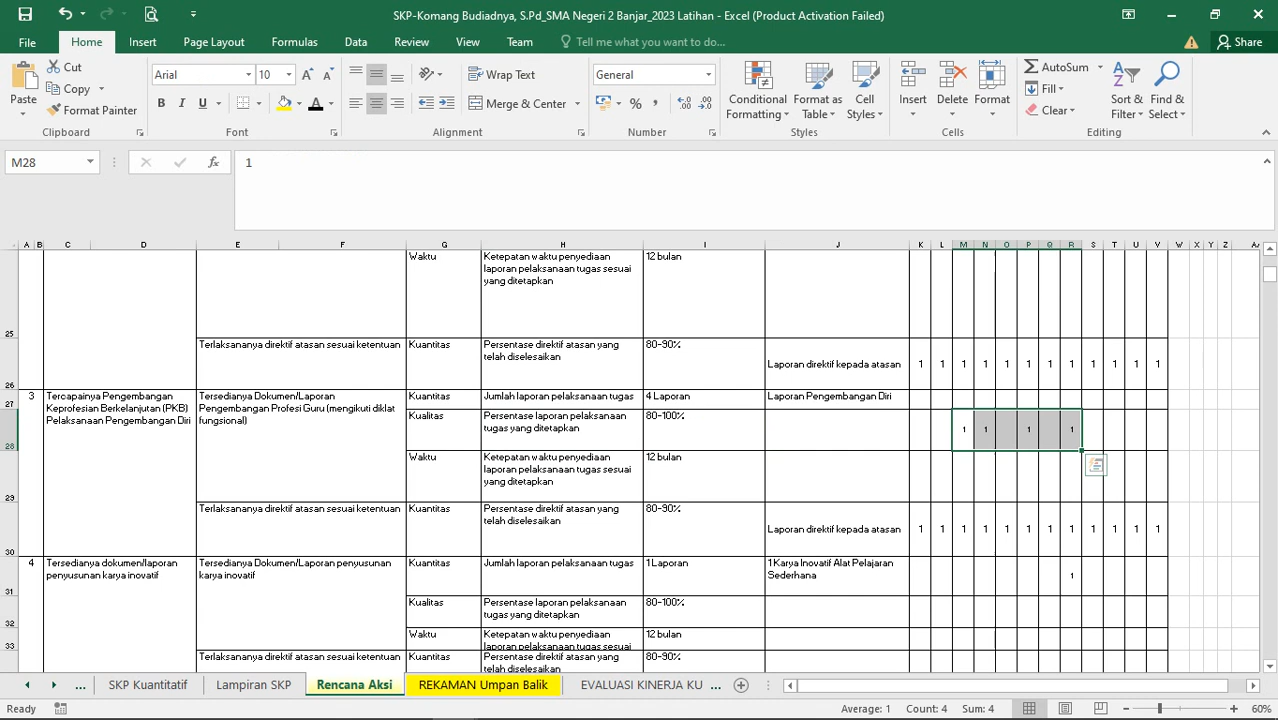 SKP-Komang Budiadnya, S.Pd_SMA Negeri 2 Banjar_2023 Latihan - Excel (Product Activation Failed)
File Home Insert Page Layout Formulas Data Review View Team Tell me what you want to do... Share
Paste Cut Copy Format Painter Clipboard
Arial 10 B I U A Font
Wrap Text Merge & Center Alignment
General % , Number
Conditional Formatting Format as Table Cell Styles Styles
Insert Delete Format Cells
AutoSum Fill Clear Sort & Filter Find & Select Editing
M28 fx 1
A B C D E F G H I J K L M N O P Q R S T U V W X Y Z
25 Waktu Ketepatan waktu penyediaan 12 bulan
laporan pelaksanaan tugas sesuai
yang ditetapkan
26 Terlaksananya direktif atasan sesuai ketentuan Kuantitas Persentase direktif atasan yang 80-90%
telah diselesaikan
Laporan direktif kepada atasan 1 1 1 1 1 1 1 1 1 1 1 1
27 3 Tercapainya Pengembangan Tersedianya Dokumen/Laporan Kuantitas Jumlah laporan pelaksanaan tugas 4 Laporan Laporan Pengembangan Diri
Keprofesian Berkelanjutan (PKB) Pengembangan Profesi Guru (mengikuti diklat
Pelaksanaan Pengembangan Diri fungsional)
28 Kualitas Persentase laporan pelaksanaan 80-100%
tugas yang ditetapkan 1 1 1 1
29 Waktu Ketepatan waktu penyediaan 12 bulan
laporan pelaksanaan tugas sesuai
yang ditetapkan
30 Terlaksananya direktif atasan sesuai ketentuan Kuantitas Persentase direktif atasan yang 80-90%
telah diselesaikan
Laporan direktif kepada atasan 1 1 1 1 1 1 1 1 1 1 1 1
31 4 Tersedianya dokumen/laporan Tersedianya Dokumen/Laporan penyusunan Kuantitas Jumlah laporan pelaksanaan tugas 1 Laporan 1 Karya Inovatif Alat Pelajaran
penyusunan karya inovatif karya inovatif Sederhana 1
32 Kualitas Persentase laporan pelaksanaan 80-100%
tugas yang ditetapkan
33 Waktu Ketepatan waktu penyediaan 12 bulan
laporan pelaksanaan tugas sesuai
Terlaksananya direktif atasan sesuai ketentuan Kuantitas Persentase direktif atasan yang 80-90%
telah diselesaikan
... SKP Kuantitatif Lampiran SKP Rencana Aksi REKAMAN Umpan Balik EVALUASI KINERJA KU ...
Ready Average: 1 Count: 4 Sum: 4 60%